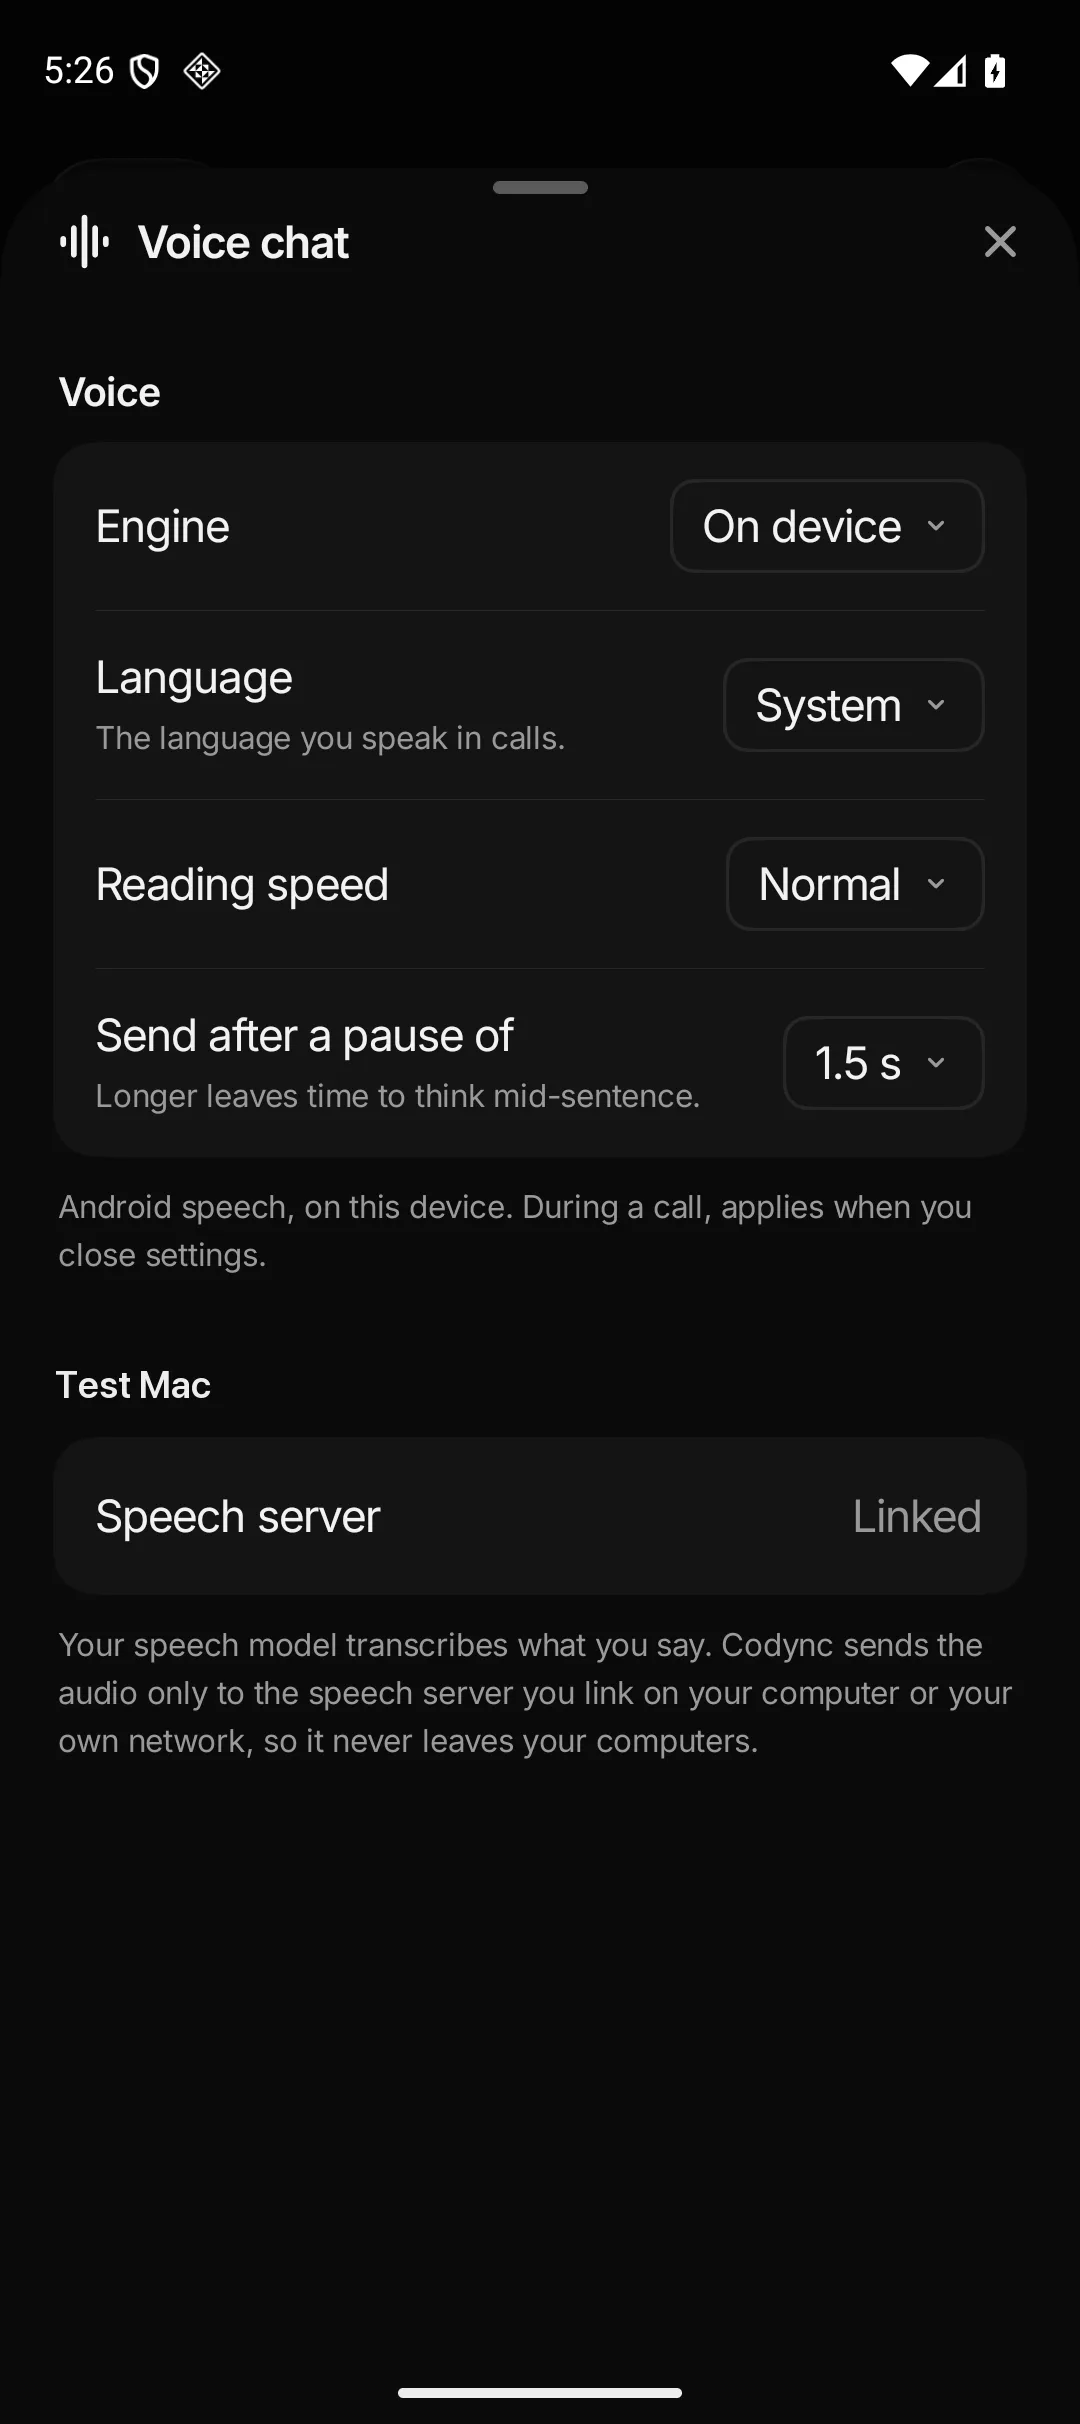 5:26
Voice chat
Voice
Engine
On device
Language
The language you speak in calls.
System
Reading speed
Normal
Send after a pause of
Longer leaves time to think mid-sentence.
1.5 s
Android speech, on this device. During a call, applies when you
close settings.
Test Mac
Speech server
Linked
Your speech model transcribes what you say. Codync sends the
audio only to the speech server you link on your computer or your
own network, so it never leaves your computers.